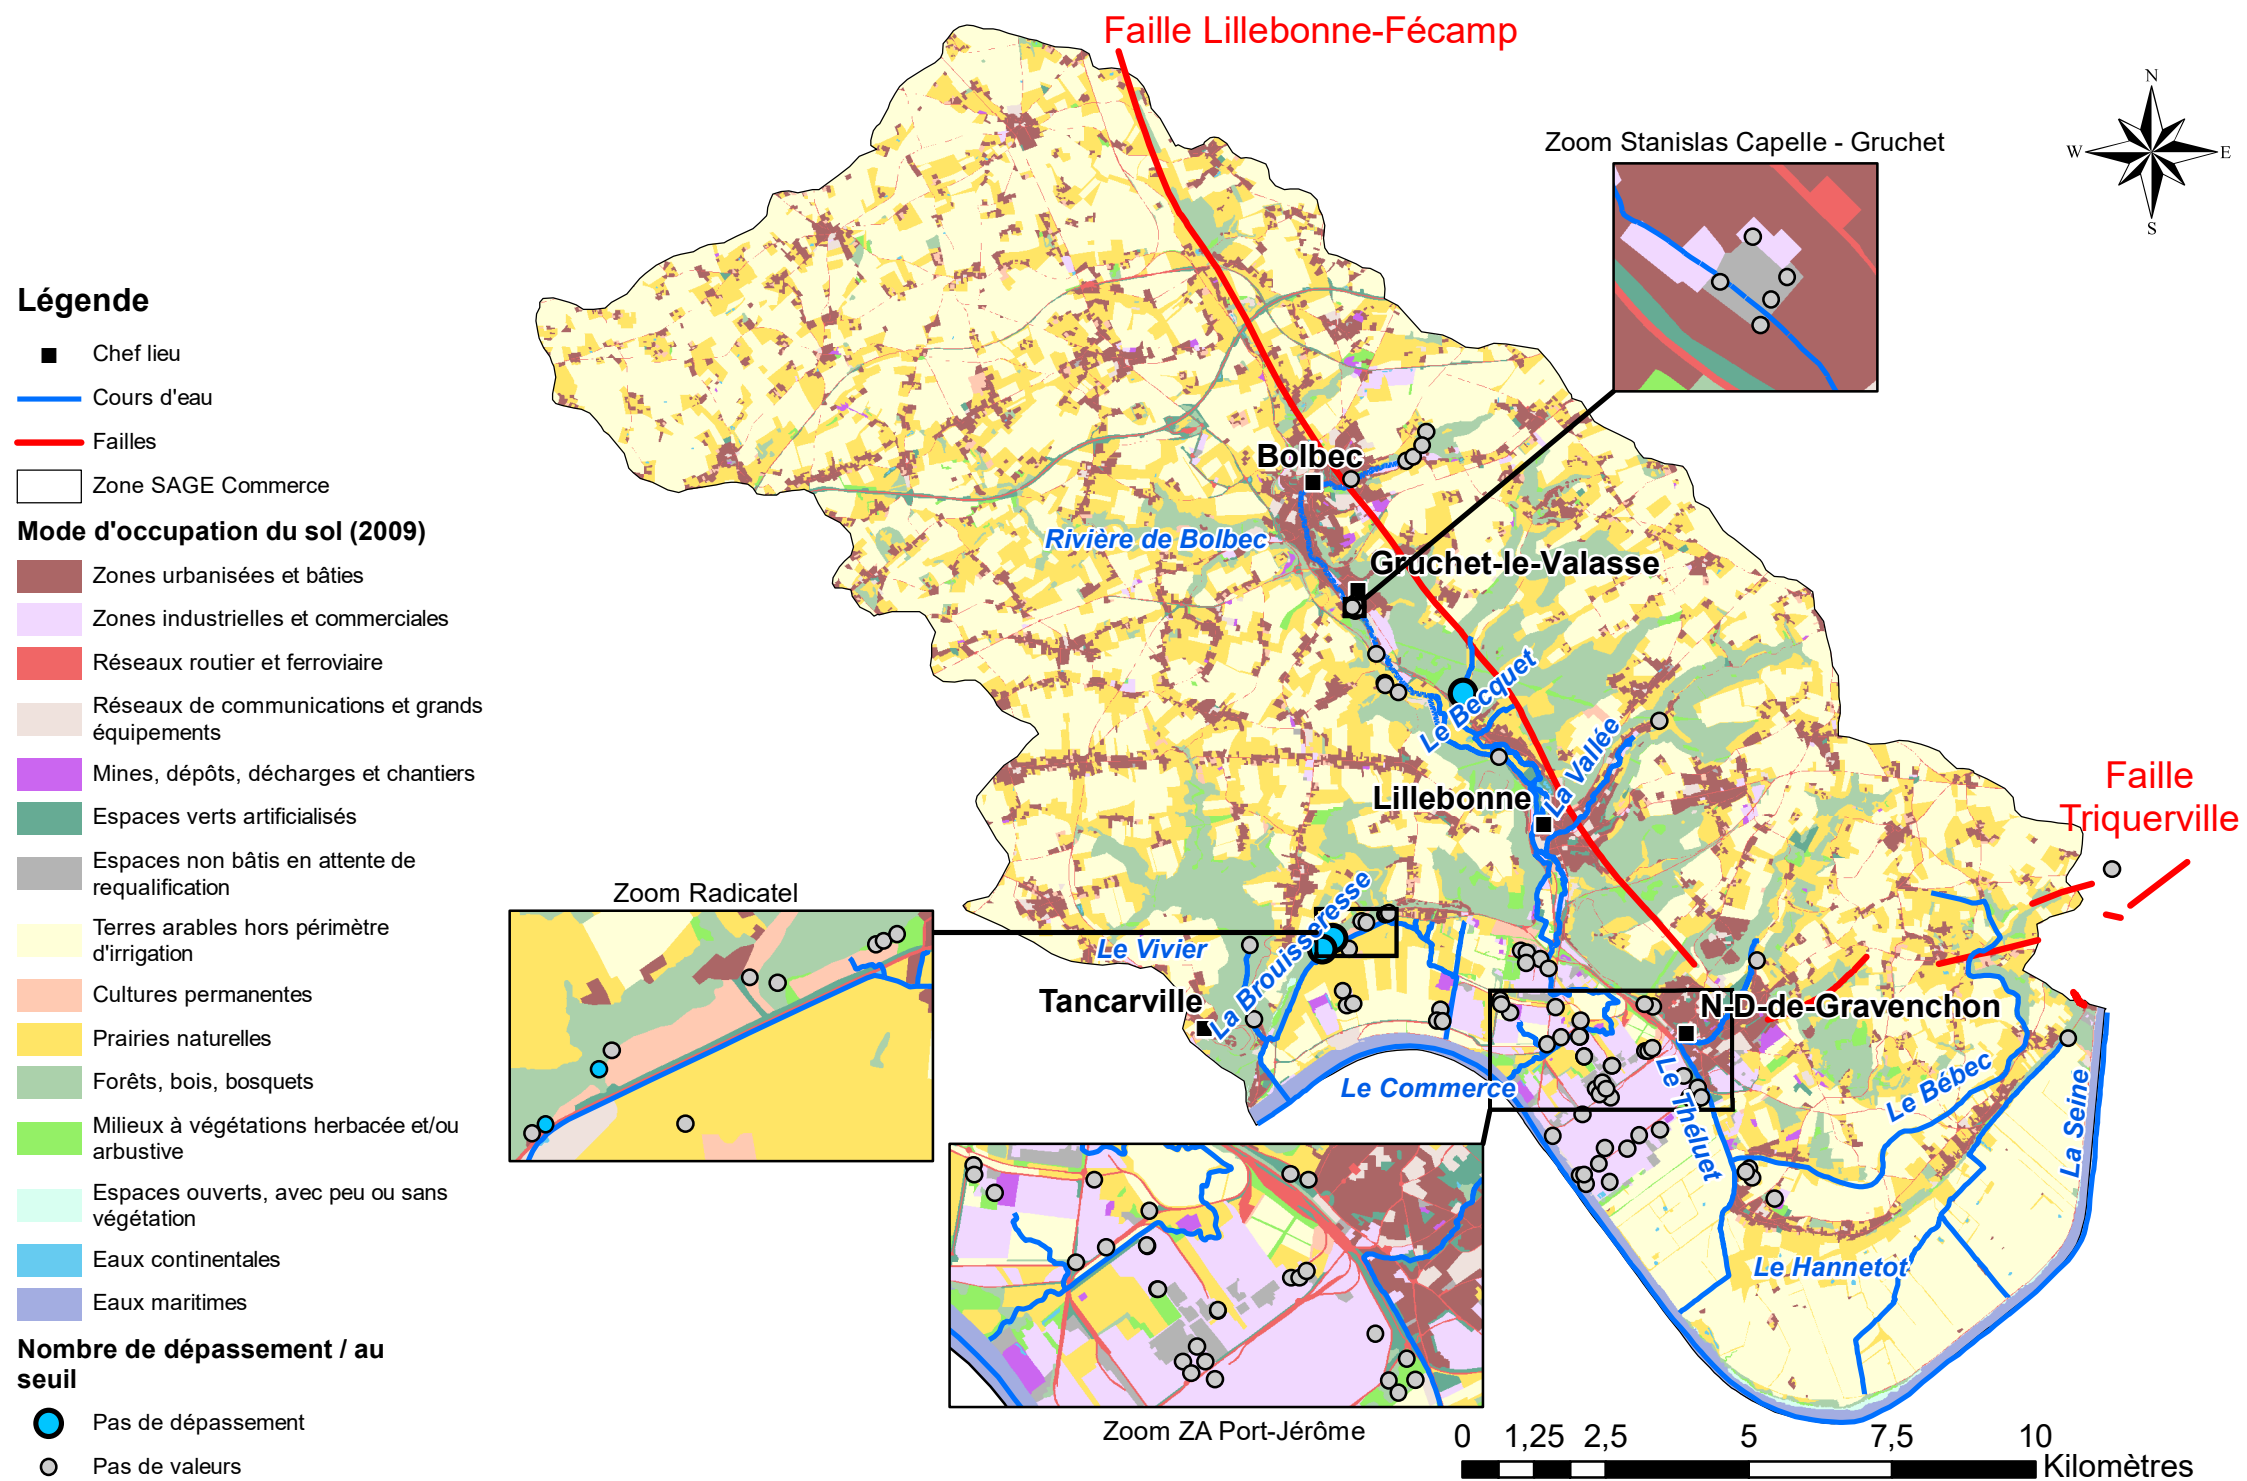 Faille Lillebonne-Fécamp
N
W
E
S
Zoom Stanislas Capelle - Gruchet
Légende
Chef lieu
Cours d'eau
Failles
Zone SAGE Commerce
Mode d'occupation du sol (2009)
Zones urbanisées et bâties
Zones industrielles et commerciales
Réseaux routier et ferroviaire
Réseaux de communications et grands
équipements
Mines, dépôts, décharges et chantiers
Espaces verts artificialisés
Espaces non bâtis en attente de
requalification
Terres arables hors périmètre
d'irrigation
Cultures permanentes
Prairies naturelles
Forêts, bois, bosquets
Milieux à végétations herbacée et/ou
arbustive
Espaces ouverts, avec peu ou sans
végétation
Eaux continentales
Eaux maritimes
Nombre de dépassement / au
seuil
Pas de dépassement
Pas de valeurs
Bolbec
Rivière de Bolbec
Gruchet-le-Valasse
Le Becquet
La Vallée
Lillebonne
Faille
Triquerville
Zoom Radicatel
Le Vivier
La Brouisseresse
Tancarville
N-D-de-Gravenchon
Le Commerce
Le Théluet
Le Bébec
La Seine
Le Hannetot
Zoom ZA Port-Jérôme
0 1,25 2,5 5 7,5 10
Kilomètres